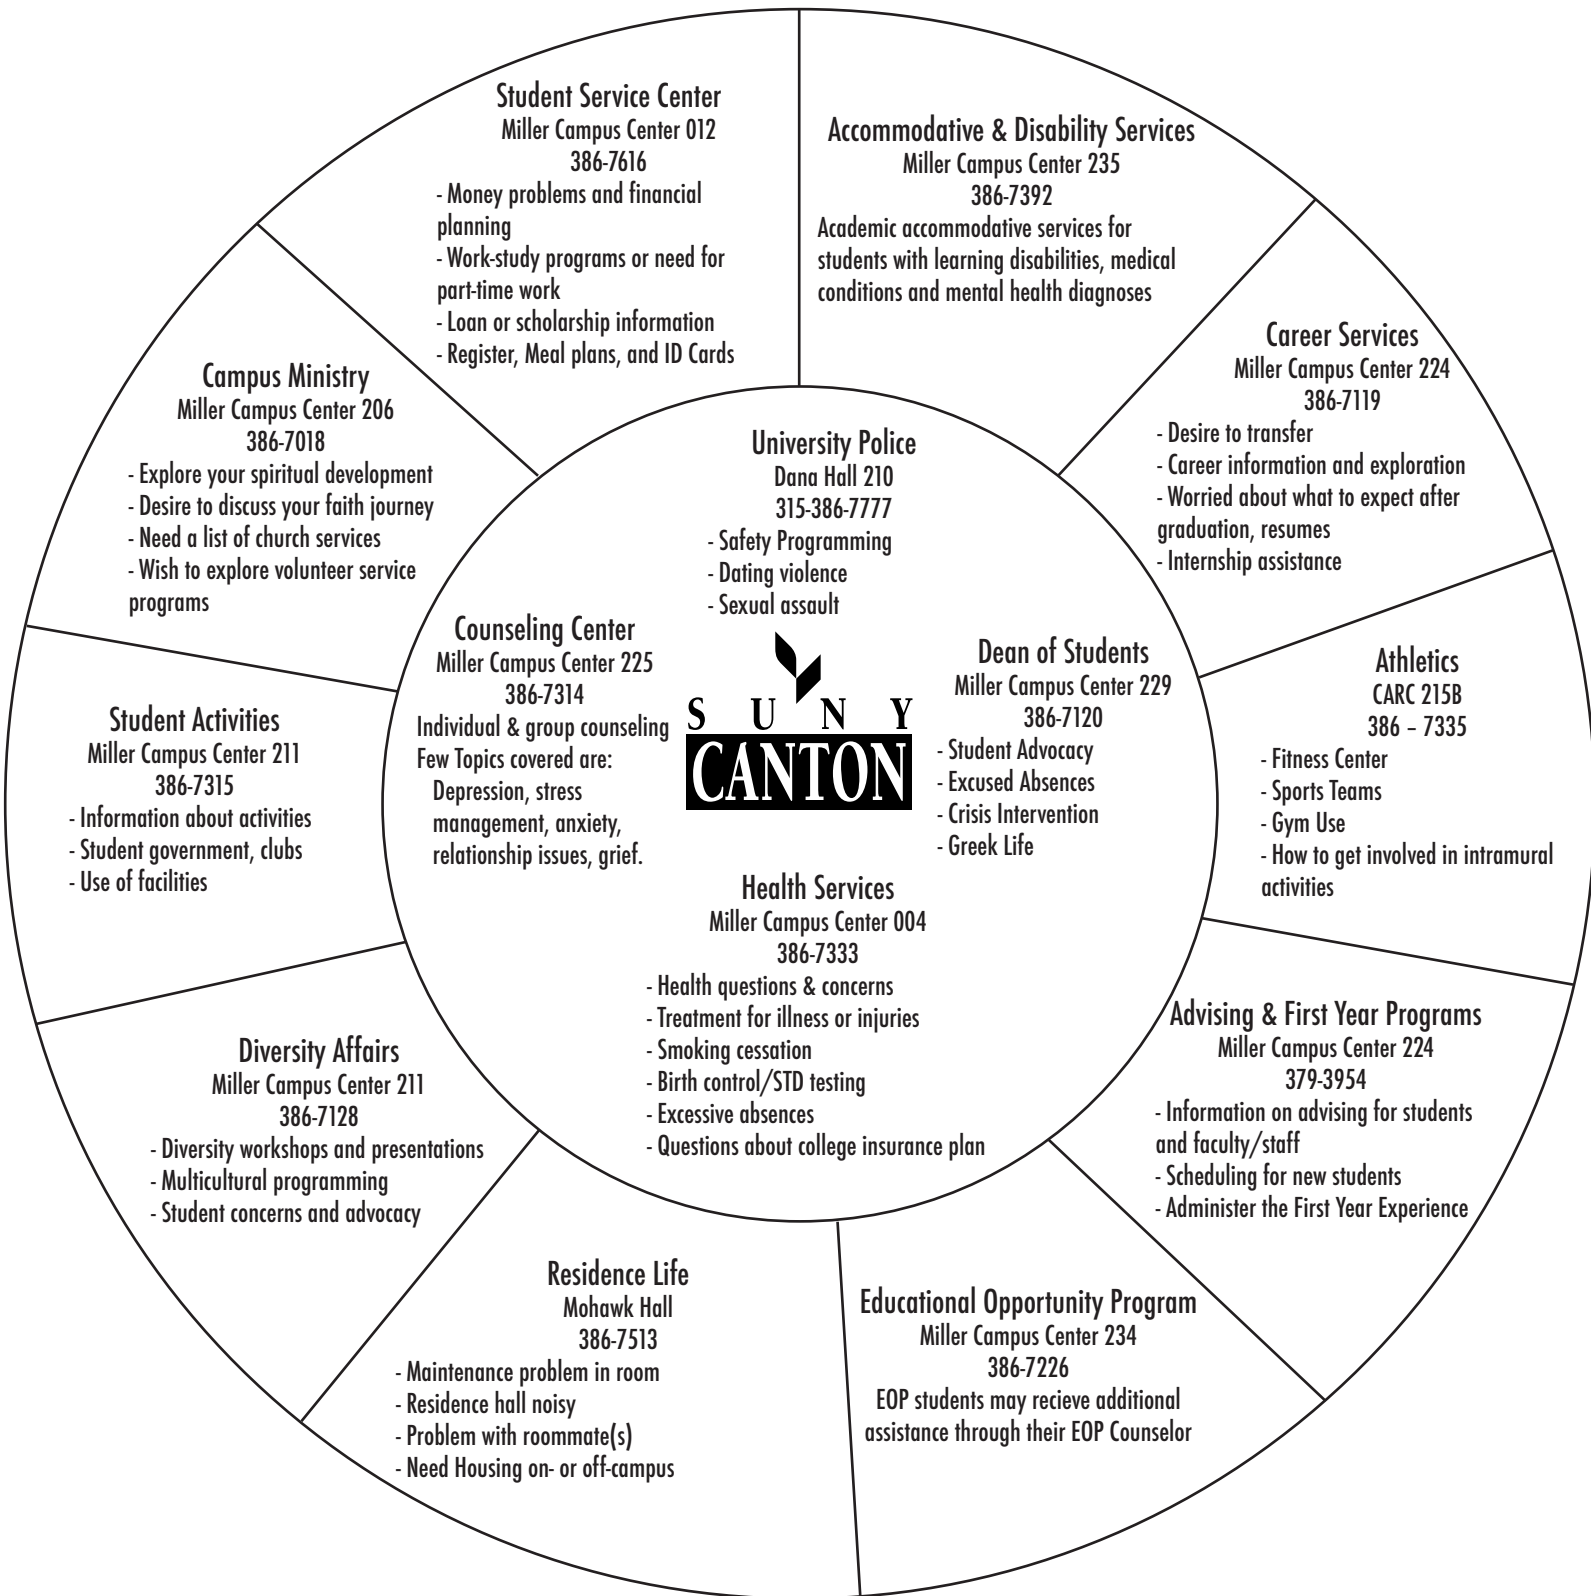 Student Service Center
Miller Campus Center 012
386-7616
- Money problems and financial
planning
- Work-study programs or need for
part-time work
- Loan or scholarship information
- Register, Meal plans, and ID Cards
Accommodative & Disability Services
Miller Campus Center 235
386-7392
Academic accommodative services for
students with learning disabilities, medical
conditions and mental health diagnoses
Career Services
Miller Campus Center 224
386-7119
- Desire to transfer
- Career information and exploration
- Worried about what to expect after
graduation, resumes
- Internship assistance
Athletics
CARC 215B
386 – 7335
- Fitness Center
- Sports Teams
- Gym Use
- How to get involved in intramural
activities
Advising & First Year Programs
Miller Campus Center 224
379-3954
- Information on advising for students
and faculty/staff
- Scheduling for new students
- Administer the First Year Experience
Educational Opportunity Program
Miller Campus Center 234
386-7226
EOP students may recieve additional
assistance through their EOP Counselor
Residence Life
Mohawk Hall
386-7513
- Maintenance problem in room
- Residence hall noisy
- Problem with roommate(s)
- Need Housing on- or off-campus
Diversity Affairs
Miller Campus Center 211
386-7128
- Diversity workshops and presentations
- Multicultural programming
- Student concerns and advocacy
Student Activities
Miller Campus Center 211
386-7315
- Information about activities
- Student government, clubs
- Use of facilities
Campus Ministry
Miller Campus Center 206
386-7018
- Explore your spiritual development
- Desire to discuss your faith journey
- Need a list of church services
- Wish to explore volunteer service
programs
University Police
Dana Hall 210
315-386-7777
- Safety Programming
- Dating violence
- Sexual assault
Counseling Center
Miller Campus Center 225
386-7314
Individual & group counseling
Few Topics covered are:
Depression, stress
management, anxiety,
relationship issues, grief.
SUNY
CANTON
Dean of Students
Miller Campus Center 229
386-7120
- Student Advocacy
- Excused Absences
- Crisis Intervention
- Greek Life
Health Services
Miller Campus Center 004
386-7333
- Health questions & concerns
- Treatment for illness or injuries
- Smoking cessation
- Birth control/STD testing
- Excessive absences
- Questions about college insurance plan